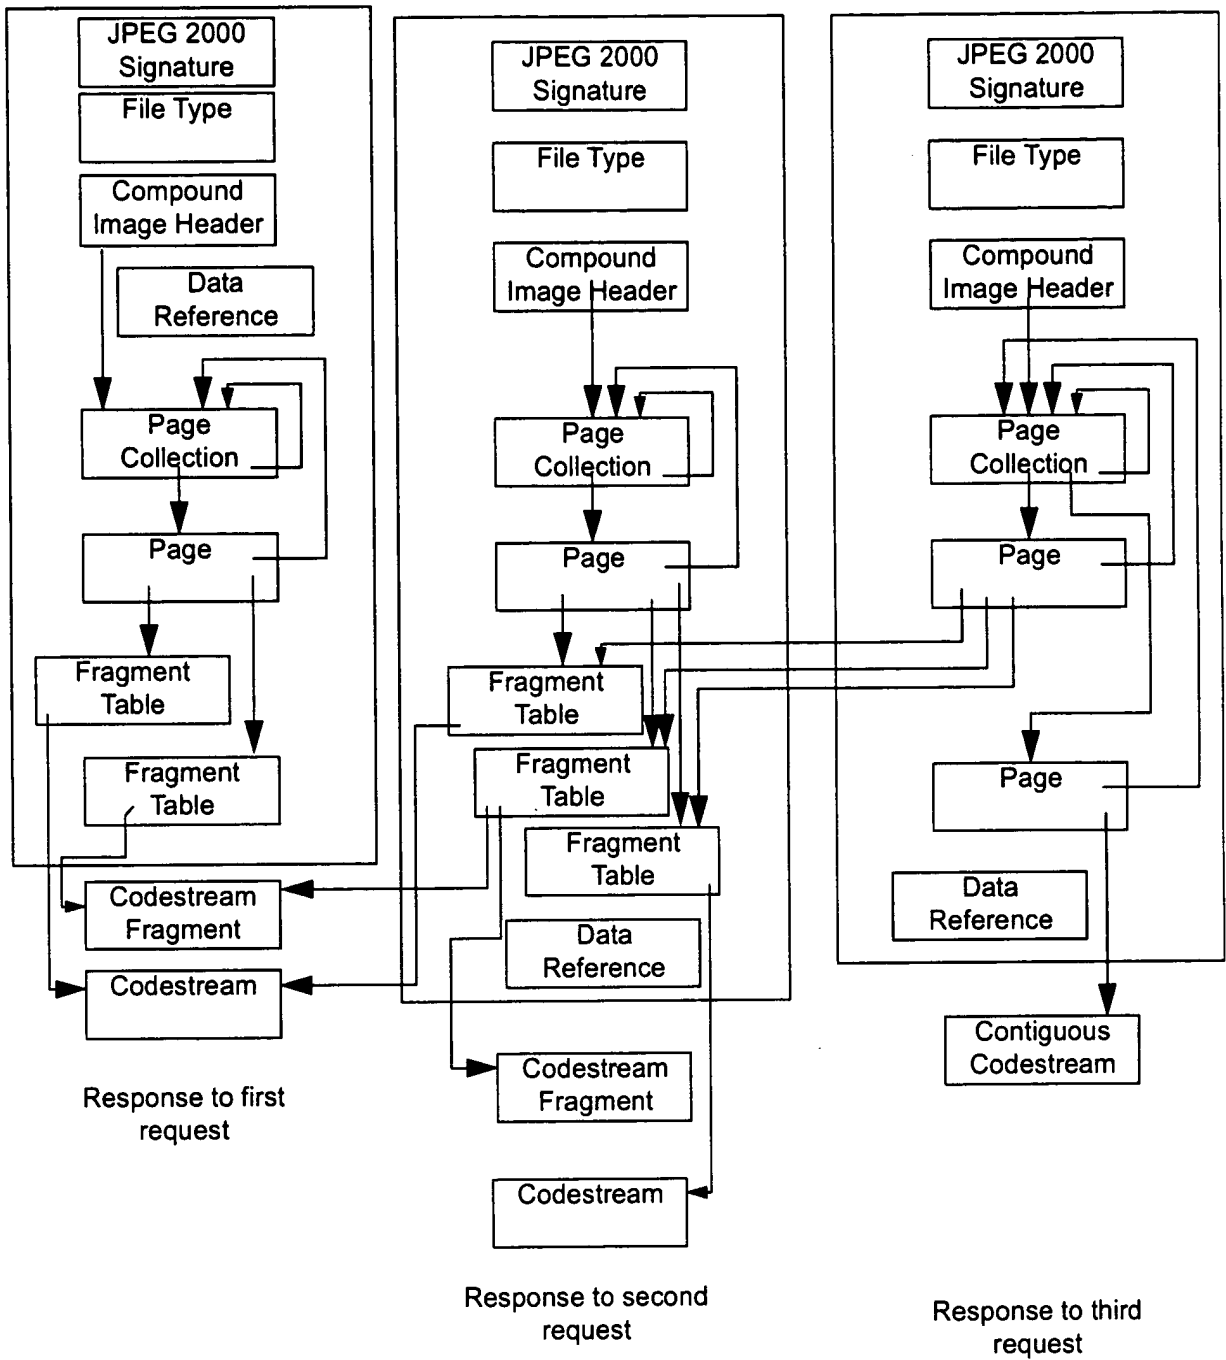 JPEG 2000
Signature
File Type
Compound
Image Header
Data
Reference
Page
Collection
Page
Fragment
Table
Fragment
Table
Codestream
Fragment
Codestream
Response to first
request
JPEG 2000
Signature
File Type
Compound
Image Header
Page
Collection
Page
Fragment
Table
Fragment
Table
Fragment
Table
Data
Reference
Codestream
Fragment
Codestream
Response to second
request
JPEG 2000
Signature
File Type
Compound
Image Header
Page
Collection
Page
Page
Data
Reference
Contiguous
Codestream
Response to third
request